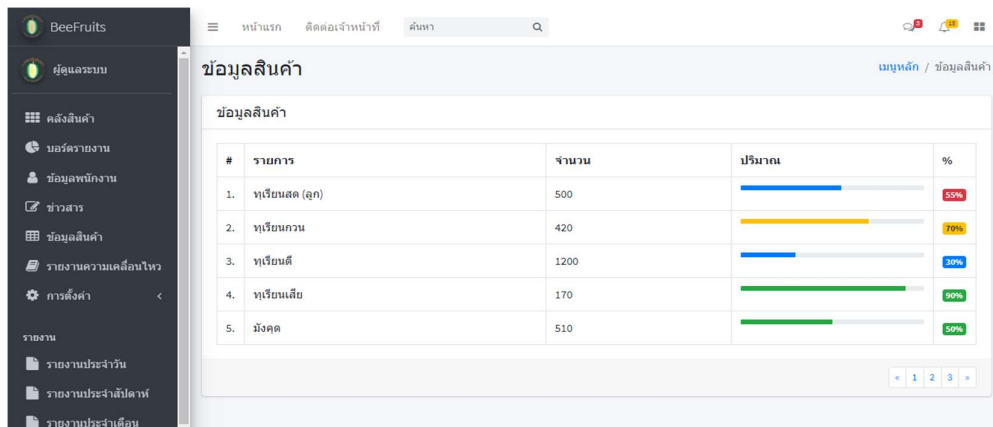 BeeFruits
หน้าแรก ติดต่อเจ้าหน้าที่ ค้นหา 3 15
ผู้ดูแลระบบ
คลังสินค้า
บอร์ดรายงาน
ข้อมูลพนักงาน
ข่าวสาร
ข้อมูลสินค้า
รายงานความเคลื่อนไหว
การตั้งค่า <
รายงาน
รายงานประจำวัน
รายงานประจำสัปดาห์
รายงานประจำเดือน
ข้อมูลสินค้า
เมนูหลัก / ข้อมูลสินค้า
ข้อมูลสินค้า
# รายการ จำนวน ปริมาณ %
1. ทุเรียนสด (ลูก) 500 55%
2. ทุเรียนกวน 420 70%
3. ทุเรียนดี 1200 30%
4. ทุเรียนเสีย 170 90%
5. มังคุด 510 50%
« 1 2 3 »